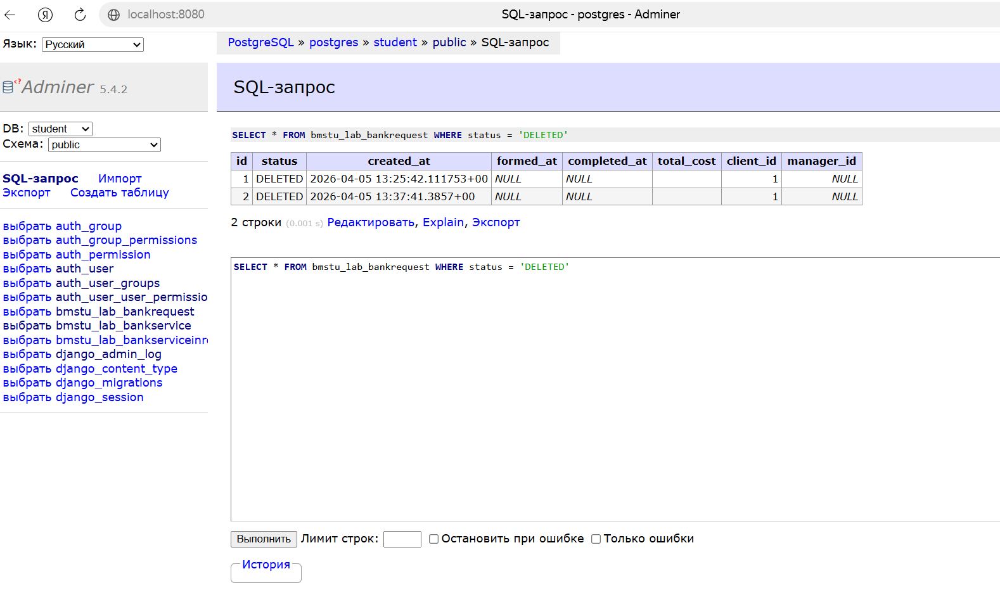 localhost:8080
SQL-запрос - postgres - Adminer
Язык: Русский
PostgreSQL » postgres » student » public » SQL-запрос
Adminer 5.4.2
SQL-запрос
DB: student
Схема: public
SQL-запрос Импорт
Экспорт Создать таблицу
выбрать auth_group
выбрать auth_group_permissions
выбрать auth_permission
выбрать auth_user
выбрать auth_user_groups
выбрать auth_user_user_permissio
выбрать bmstu_lab_bankrequest
выбрать bmstu_lab_bankservice
выбрать bmstu_lab_bankserviceinre
выбрать django_admin_log
выбрать django_content_type
выбрать django_migrations
выбрать django_session
SELECT * FROM bmstu_lab_bankrequest WHERE status = 'DELETED'
id status created_at formed_at completed_at total_cost client_id manager_id
1 DELETED 2026-04-05 13:25:42.111753+00 NULL NULL 1 NULL
2 DELETED 2026-04-05 13:37:41.3857+00 NULL NULL 1 NULL
2 строки (0.001 s) Редактировать, Explain, Экспорт
SELECT * FROM bmstu_lab_bankrequest WHERE status = 'DELETED'
Выполнить Лимит строк: Остановить при ошибке Только ошибки
История